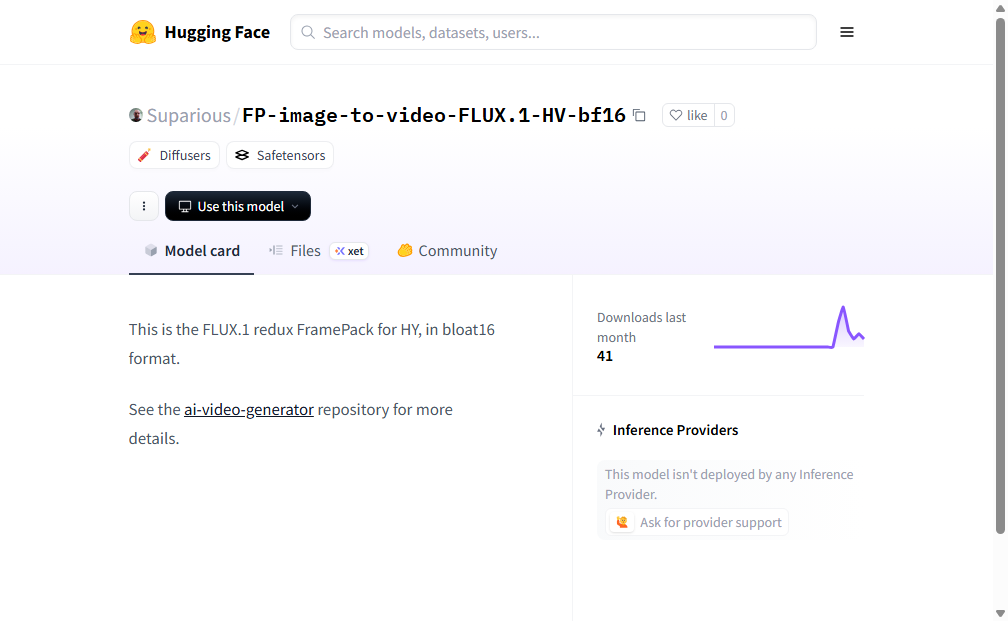 Hugging Face
Search models, datasets, users...
Suparious/FP-image-to-video-FLUX.1-HV-bf16
like 0
Diffusers
Safetensors
Use this model
Model card
Files
xet
Community
This is the FLUX.1 redux FramePack for HY, in bloat16
format.
See the ai-video-generator repository for more
details.
Downloads last
month
41
Inference Providers
This model isn't deployed by any Inference
Provider.
Ask for provider support